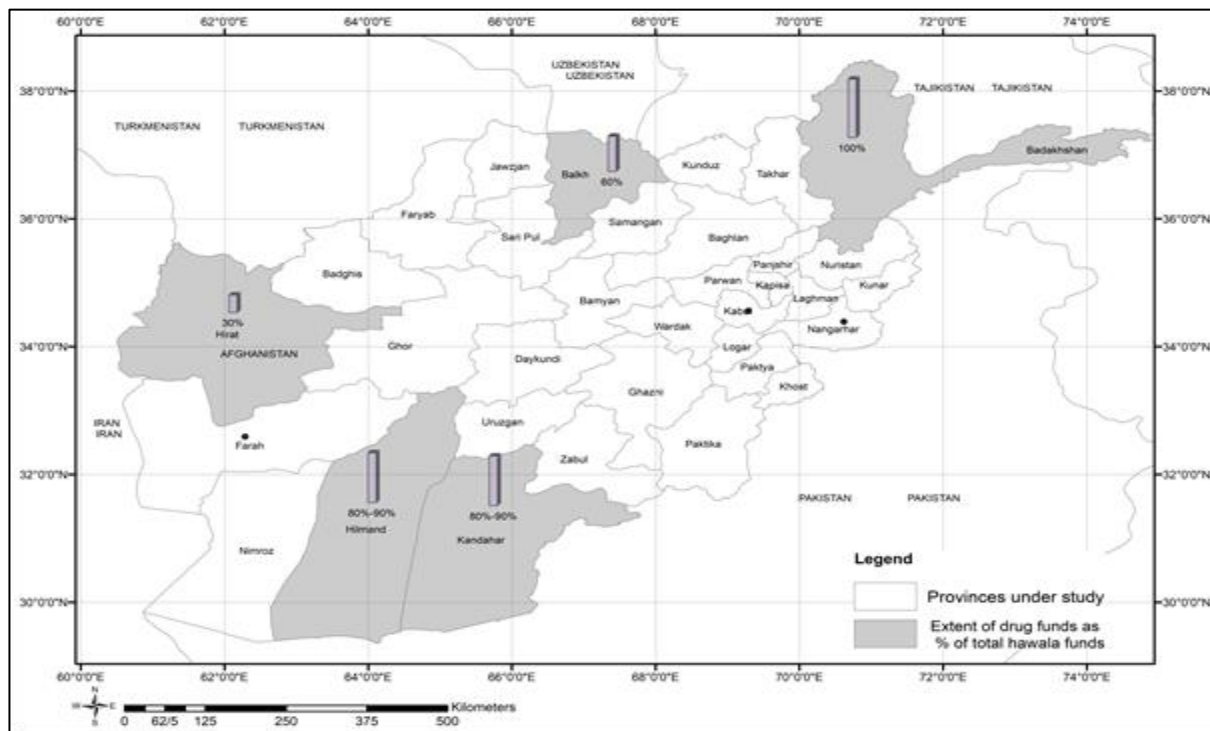 60°0'0"E 62°0'0"E 64°0'0"E 66°0'0"E 68°0'0"E 70°0'0"E 72°0'0"E 74°0'0"E
UZBEKISTAN
UZBEKISTAN
38°0'0"N
TAJIKISTAN TAJIKISTAN
38°0'0"N
TURKMENISTAN TURKMENISTAN
100%
Badakhshan
Jawzjan
Balkh
60%
Kunduz
Takhar
36°0'0"N
Faryab
Samangan
36°0'0"N
Sari Pul
Baghlan
Badghis
Panjshir
Nuristan
Parwan
Kapisa
Kunar
Bamyan
Laghman
Kabul
30%
Hirat
Wardak
Nangarhar
34°0'0"N
AFGHANISTAN
Ghor
Daykundi
Logar
34°0'0"N
Paktya
Ghazni
Khost
IRAN
IRAN
Uruzgan
Farah
Zabul
Paktika
32°0'0"N
32°0'0"N
80%-90%
Hilmand
80%-90%
Kandahar
PAKISTAN PAKISTAN
Nimroz
Legend
30°0'0"N
Provinces under study
30°0'0"N
Extent of drug funds as
% of total hawala funds
60°0'0"E 62°0'0"E 64°0'0"E 66°0'0"E 68°0'0"E 70°0'0"E 72°0'0"E 74°0'0"E
N
W E
S
Kilometers
0 62/5 125 250 375 500